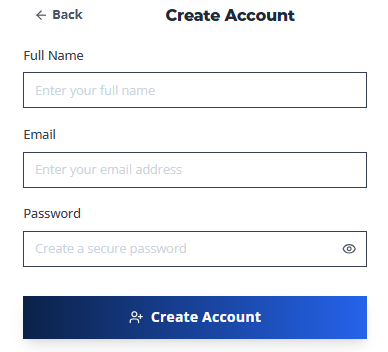 Back
Create Account
Full Name
Enter your full name
Email
Enter your email address
Password
Create a secure password
Create Account